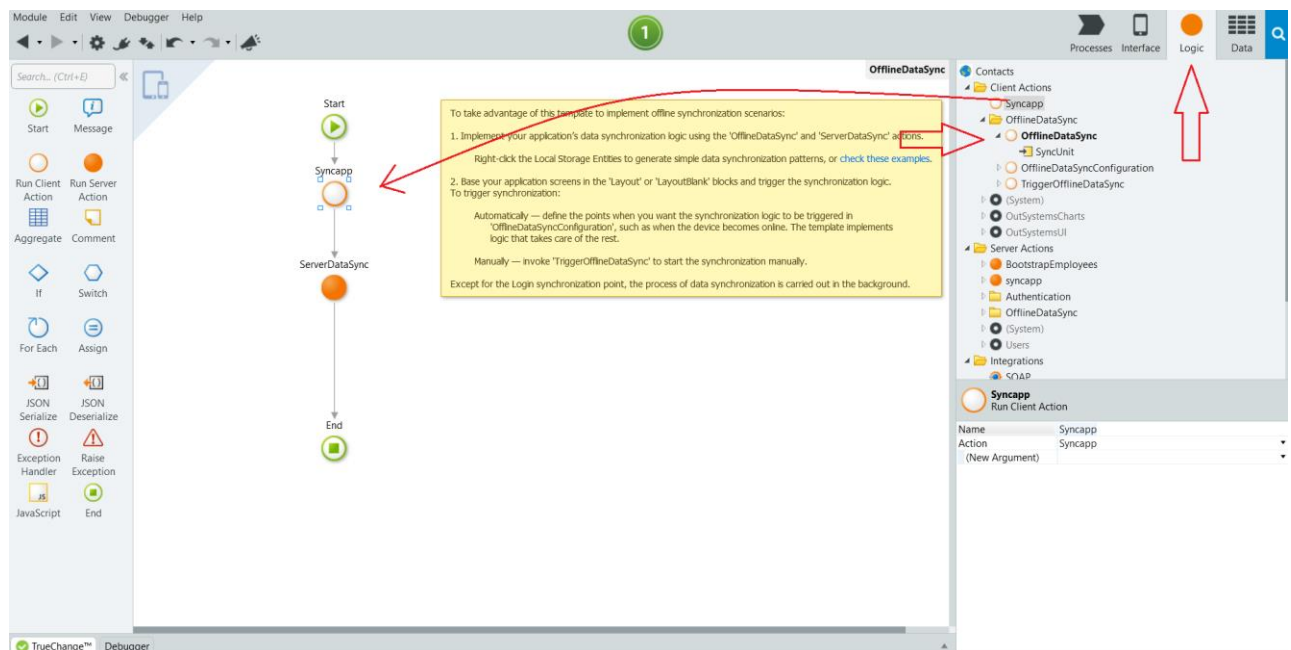 Module Edit View Debugger Help
1
Processes Interface Logic Data
Search... (Ctrl+E)
Start Message
Run Client Action Run Server Action
Aggregate Comment
If Switch
For Each Assign
JSON Serialize JSON Deserialize
Exception Handler Raise Exception
JS
JavaScript End
OfflineDataSync
Start
Syncapp
ServerDataSync
End
To take advantage of this template to implement offline synchronization scenarios:
1. Implement your application's data synchronization logic using the 'OfflineDataSync' and 'ServerDataSync' actions.
Right-click the Local Storage Entities to generate simple data synchronization patterns, or check these examples.
2. Base your application screens in the 'Layout' or 'LayoutBlank' blocks and trigger the synchronization logic.
To trigger synchronization:
Automatically — define the points when you want the synchronization logic to be triggered in
'OfflineDataSyncConfiguration', such as when the device becomes online. The template implements
logic that takes care of the rest.
Manually — invoke 'TriggerOfflineDataSync' to start the synchronization manually.
Except for the Login synchronization point, the process of data synchronization is carried out in the background.
Contacts
Client Actions
Syncapp
OfflineDataSync
OfflineDataSync
SyncUnit
OfflineDataSyncConfiguration
TriggerOfflineDataSync
(System)
OutSystemsCharts
OutSystemsUI
Server Actions
BootstrapEmployees
syncapp
Authentication
OfflineDataSync
(System)
Users
Integrations
SOAP
Syncapp
Run Client Action
Name Syncapp
Action Syncapp
(New Argument)
TrueChange™ Debugger